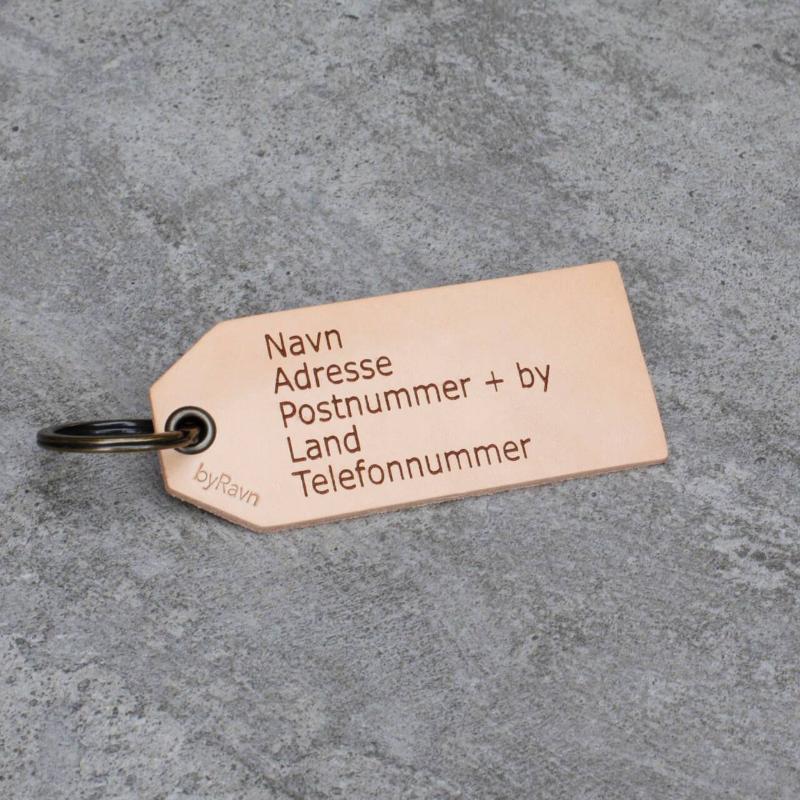 Navn
Adresse
Postnummer + by
Land
Telefonnummer
byRavn